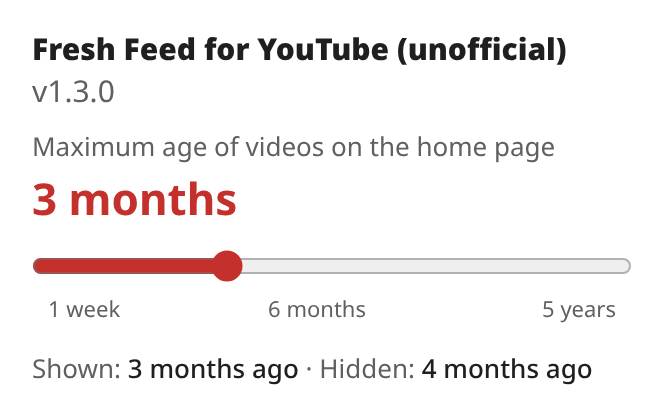 Fresh Feed for YouTube (unofficial)
v1.3.0
Maximum age of videos on the home page
3 months
1 week 6 months 5 years
Shown: 3 months ago · Hidden: 4 months ago